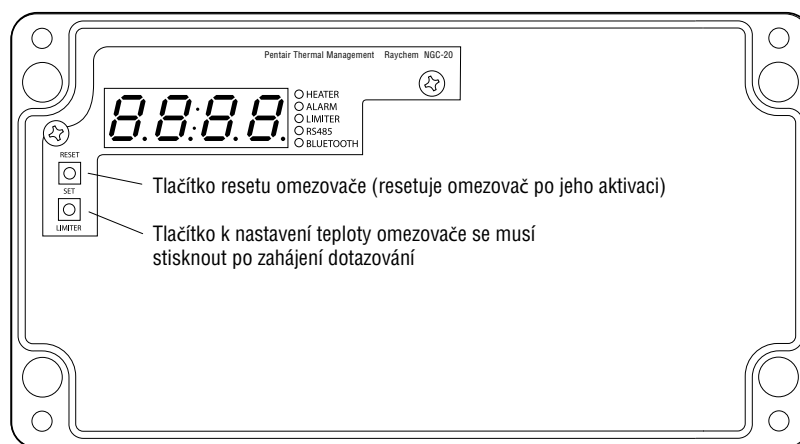 Pentair Thermal Management Raychem NGC-20
8.8:8.8.
HEATER
ALARM
LIMITER
RS485
BLUETOOTH
RESET
SET
LIMITER
Tlačítko resetu omezovače (resetuje omezovač po jeho aktivaci)
Tlačítko k nastavení teploty omezovače se musí
stisknout po zahájení dotazování